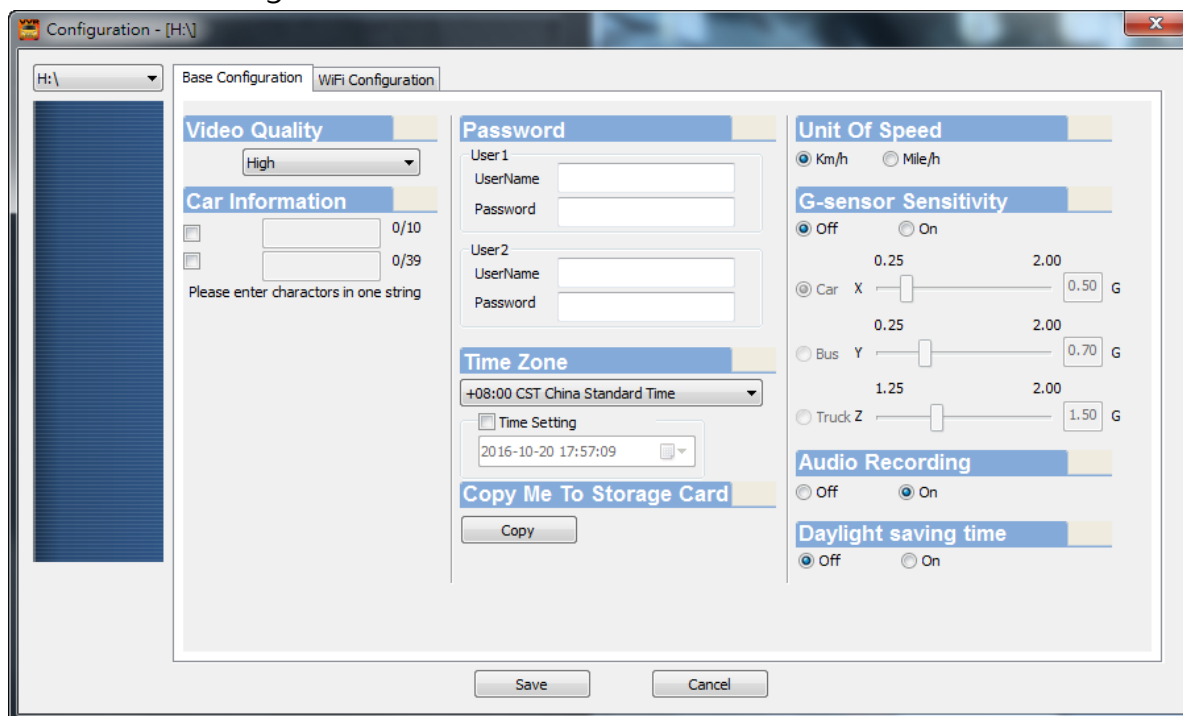 Configuration - [H:\]
H:\
Base Configuration
WiFi Configuration
Video Quality
High
Car Information
0/10
0/39
Please enter charactors in one string
Password
User1
UserName
Password
User2
UserName
Password
Time Zone
+08:00 CST China Standard Time
Time Setting
2016-10-20 17:57:09
Copy Me To Storage Card
Copy
Unit Of Speed
Km/h Mile/h
G-sensor Sensitivity
Off On
0.25 2.00
Car X 0.50 G
0.25 2.00
Bus Y 0.70 G
1.25 2.00
Truck Z 1.50 G
Audio Recording
Off On
Daylight saving time
Off On
Save Cancel